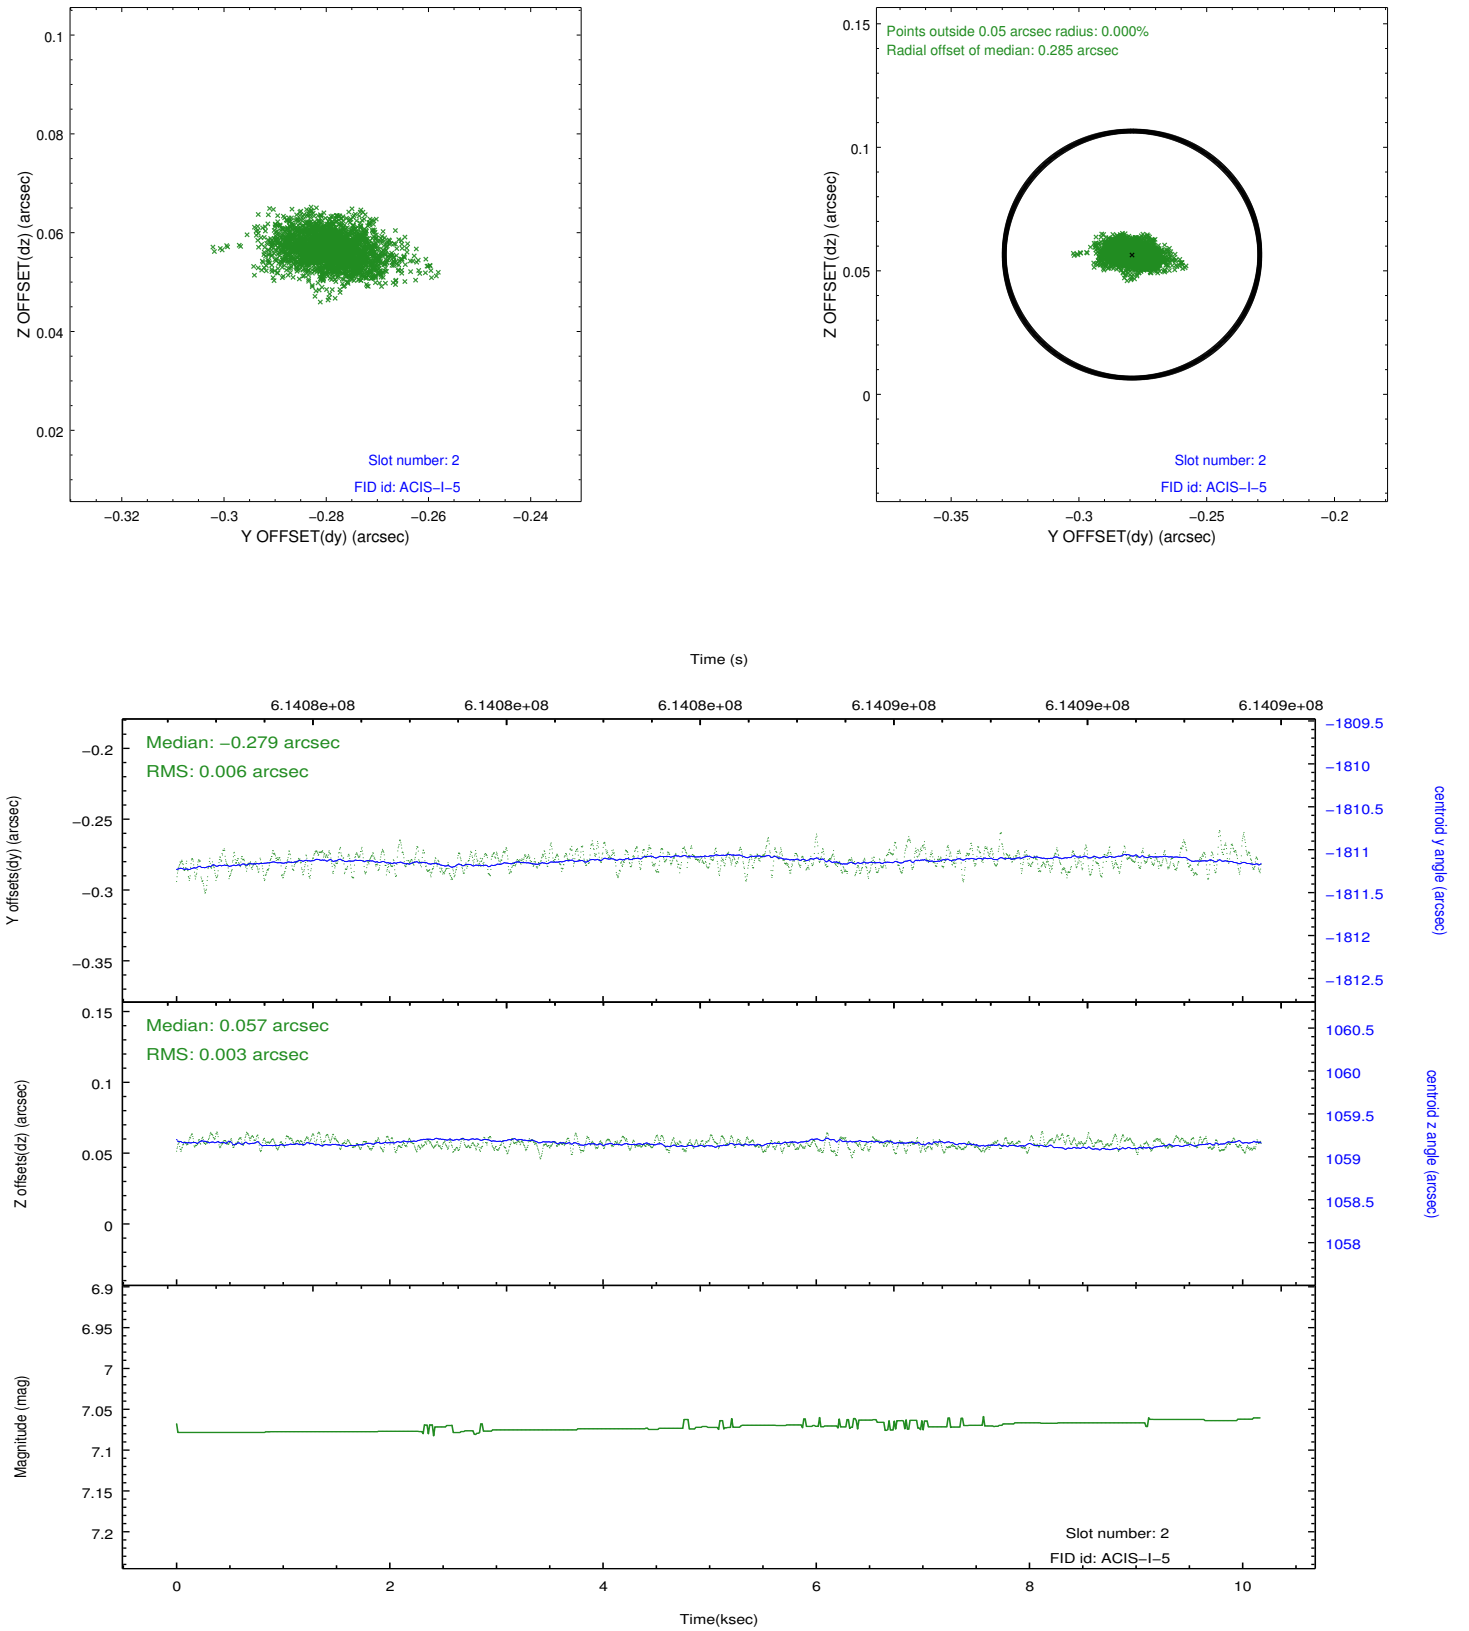 0.1
0.08
0.06
0.04
0.02
Z OFFSET(dz) (arcsec)
Slot number: 2
FID id: ACIS−I−5
−0.32 −0.3 −0.28 −0.26 −0.24
Y OFFSET(dy) (arcsec)
Points outside 0.05 arcsec radius: 0.000%
Radial offset of median: 0.285 arcsec
0.15
0.1
0.05
0
Z OFFSET(dz) (arcsec)
Slot number: 2
FID id: ACIS−I−5
−0.35 −0.3 −0.25 −0.2
Y OFFSET(dy) (arcsec)
Time (s)
6.1408e+08 6.1408e+08 6.1408e+08 6.1409e+08 6.1409e+08 6.1409e+08
Median: −0.279 arcsec
RMS: 0.006 arcsec
−0.2
−0.25
−0.3
−0.35
Y offsets(dy) (arcsec)
−1809.5
−1810
−1810.5
−1811
−1811.5
−1812
−1812.5
centroid y angle (arcsec)
Median: 0.057 arcsec
RMS: 0.003 arcsec
0.15
0.1
0.05
0
Z offsets(dz) (arcsec)
1060.5
1060
1059.5
1059
1058.5
1058
centroid z angle (arcsec)
6.9
6.95
7
7.05
7.1
7.15
7.2
Magnitude (mag)
Slot number: 2
FID id: ACIS−I−5
0 2 4 6 8 10
Time(ksec)